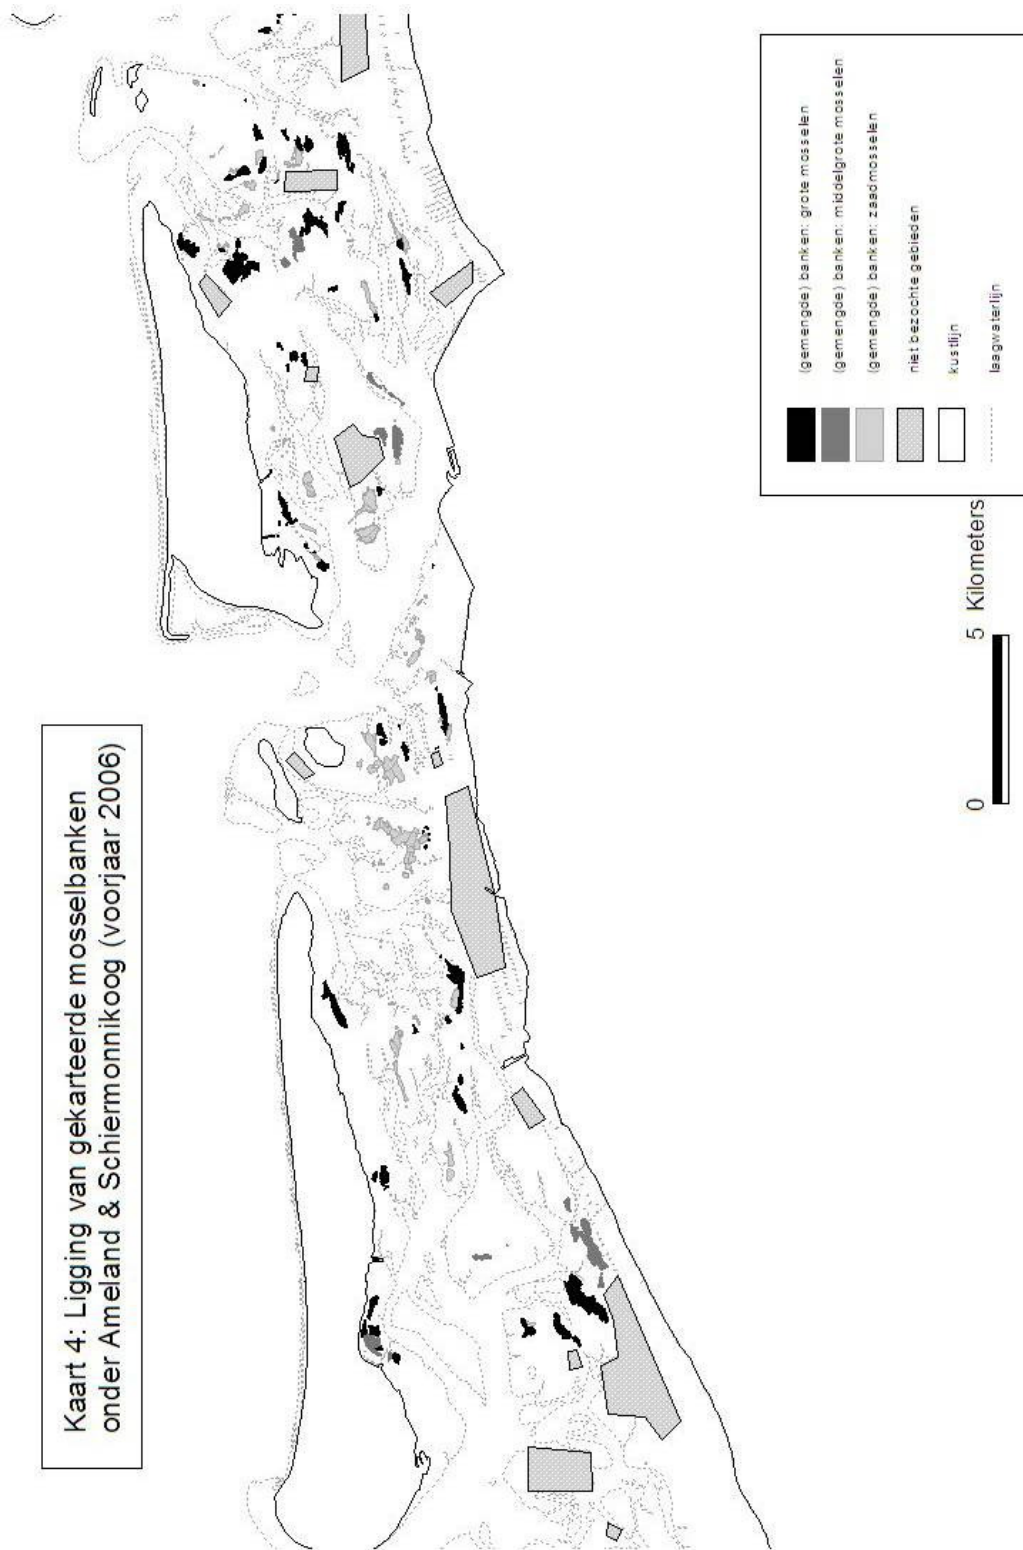 Kaart 4: Ligging van gekarteerde mosselbanken
onder Ameland & Schiermonnikoog (voorjaar 2006)
(gemengde) banken: grote mosselen
(gemengde) banken: middelgrote mosselen
(gemengde) banken: zaadmosselen
niet bezochte gebieden
kustlijn
laagwaterlijn
0 5 Kilometers